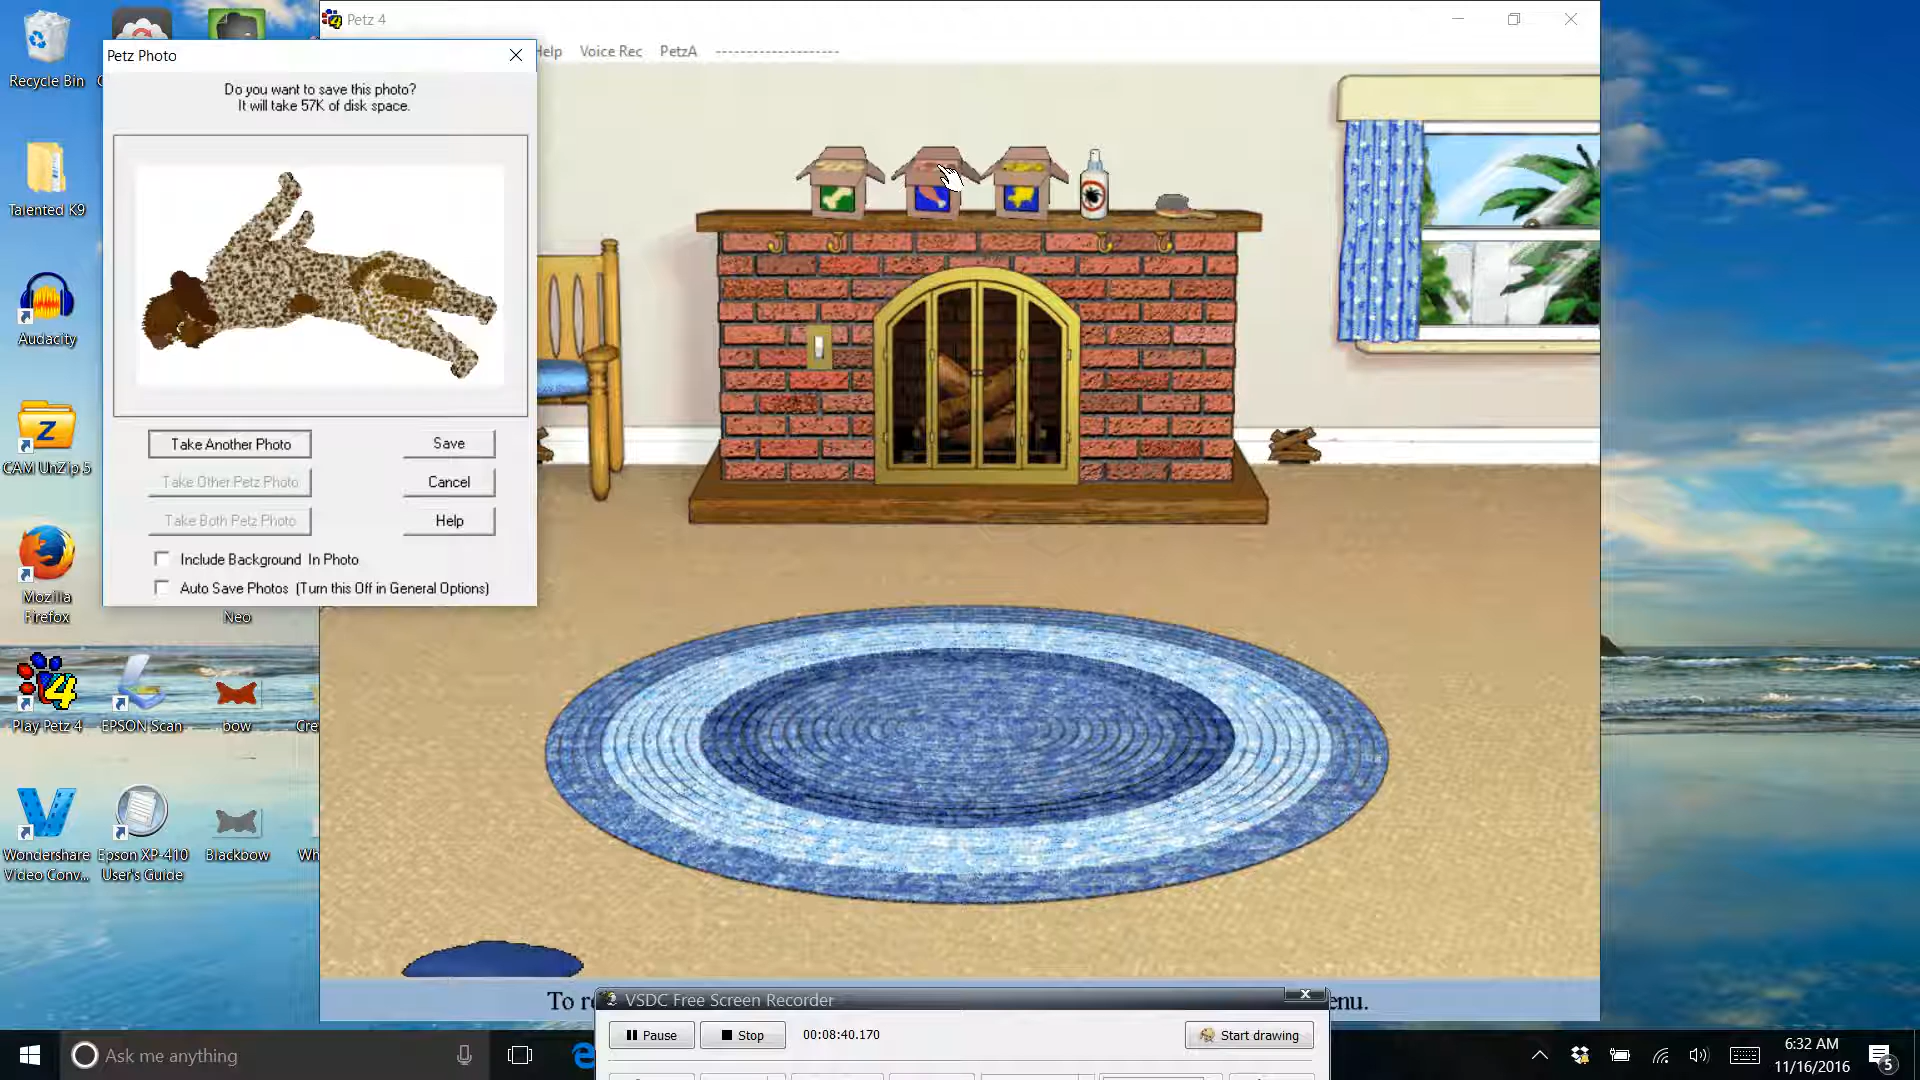 Petz 4
Help Voice Rec PetzA --------------------
Petz Photo
Do you want to save this photo?
It will take 57K of disk space.
Take Another Photo
Save
Take Other Petz Photo
Cancel
Take Both Petz Photo
Help
Include Background In Photo
Auto Save Photos (Turn this Off in General Options)
Recycle Bin
Talented K9
Audacity
CAM UnZip 5
Mozilla
Firefox
Neo
Play Petz 4
EPSON Scan
bow
Cre
Wondershare
Video Conv...
Epson XP-410
User's Guide
Blackbow
Wh
To
enu.
VSDC Free Screen Recorder
Pause
Stop
00:08:40.170
Start drawing
Ask me anything
6:32 AM
11/16/2016
5